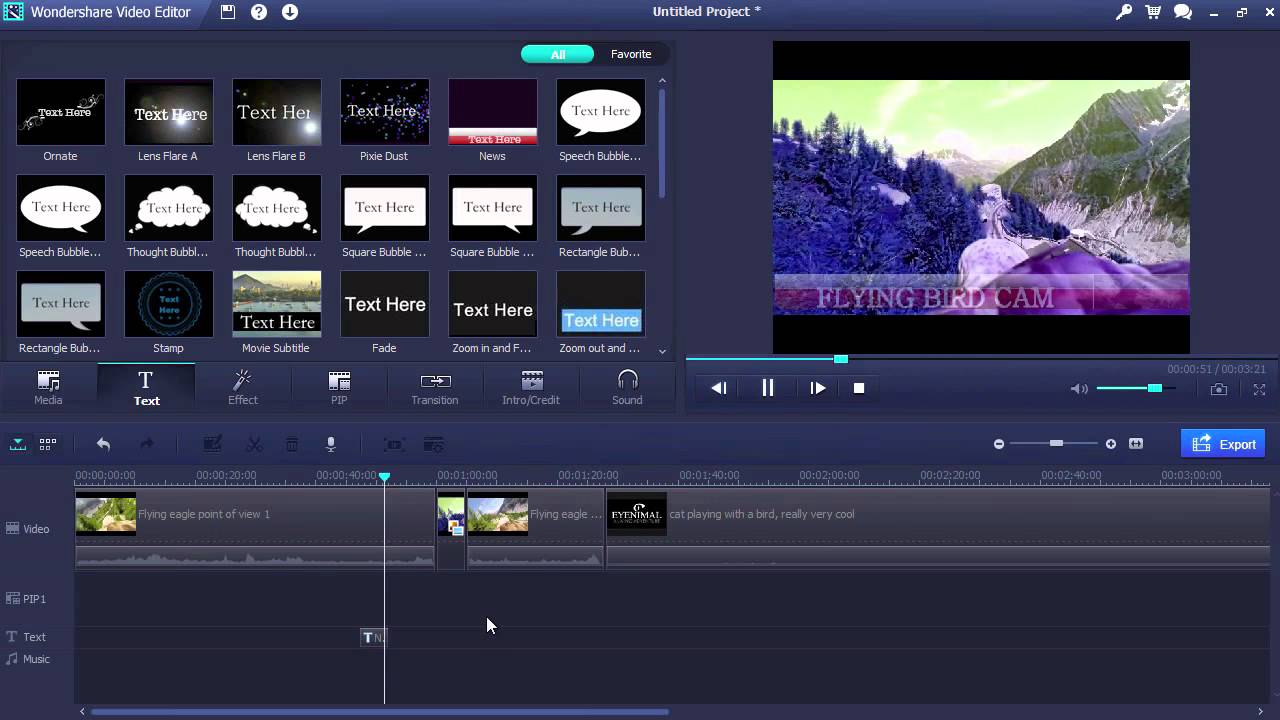 Wondershare Video Editor
Untitled Project *
All
Favorite
Text Here
Text Here
Text Her
Text Here
Text Here
Text Here
Ornate
Lens Flare A
Lens Flare B
Pixie Dust
News
Speech Bubble...
Text Here
Text Here
Text Here
Text Here
Text Here
Text Here
Speech Bubble...
Thought Bubbl...
Thought Bubbl...
Square Bubble ...
Square Bubble ...
Rectangle Bub...
Text Here
Text
Here
Text Here
Text Here
Text Here
Text Here
Rectangle Bub...
Stamp
Movie Subtitle
Fade
Zoom in and F...
Zoom out and ...
FLYING BIRD CAM
00:00:51 / 00:03:21
Media
Text
Effect
PIP
Transition
Intro/Credit
Sound
Export
00:00:00:00
00:00:20:00
00:00:40:00
00:01:00:00
00:01:20:00
00:01:40:00
00:02:00:00
00:02:20:00
00:02:40:00
00:03:00:00
Video
Flying eagle point of view 1
Flying eagle ...
EYENIMAL
cat playing with a bird, really very cool
PIP1
Text
T N.
Music